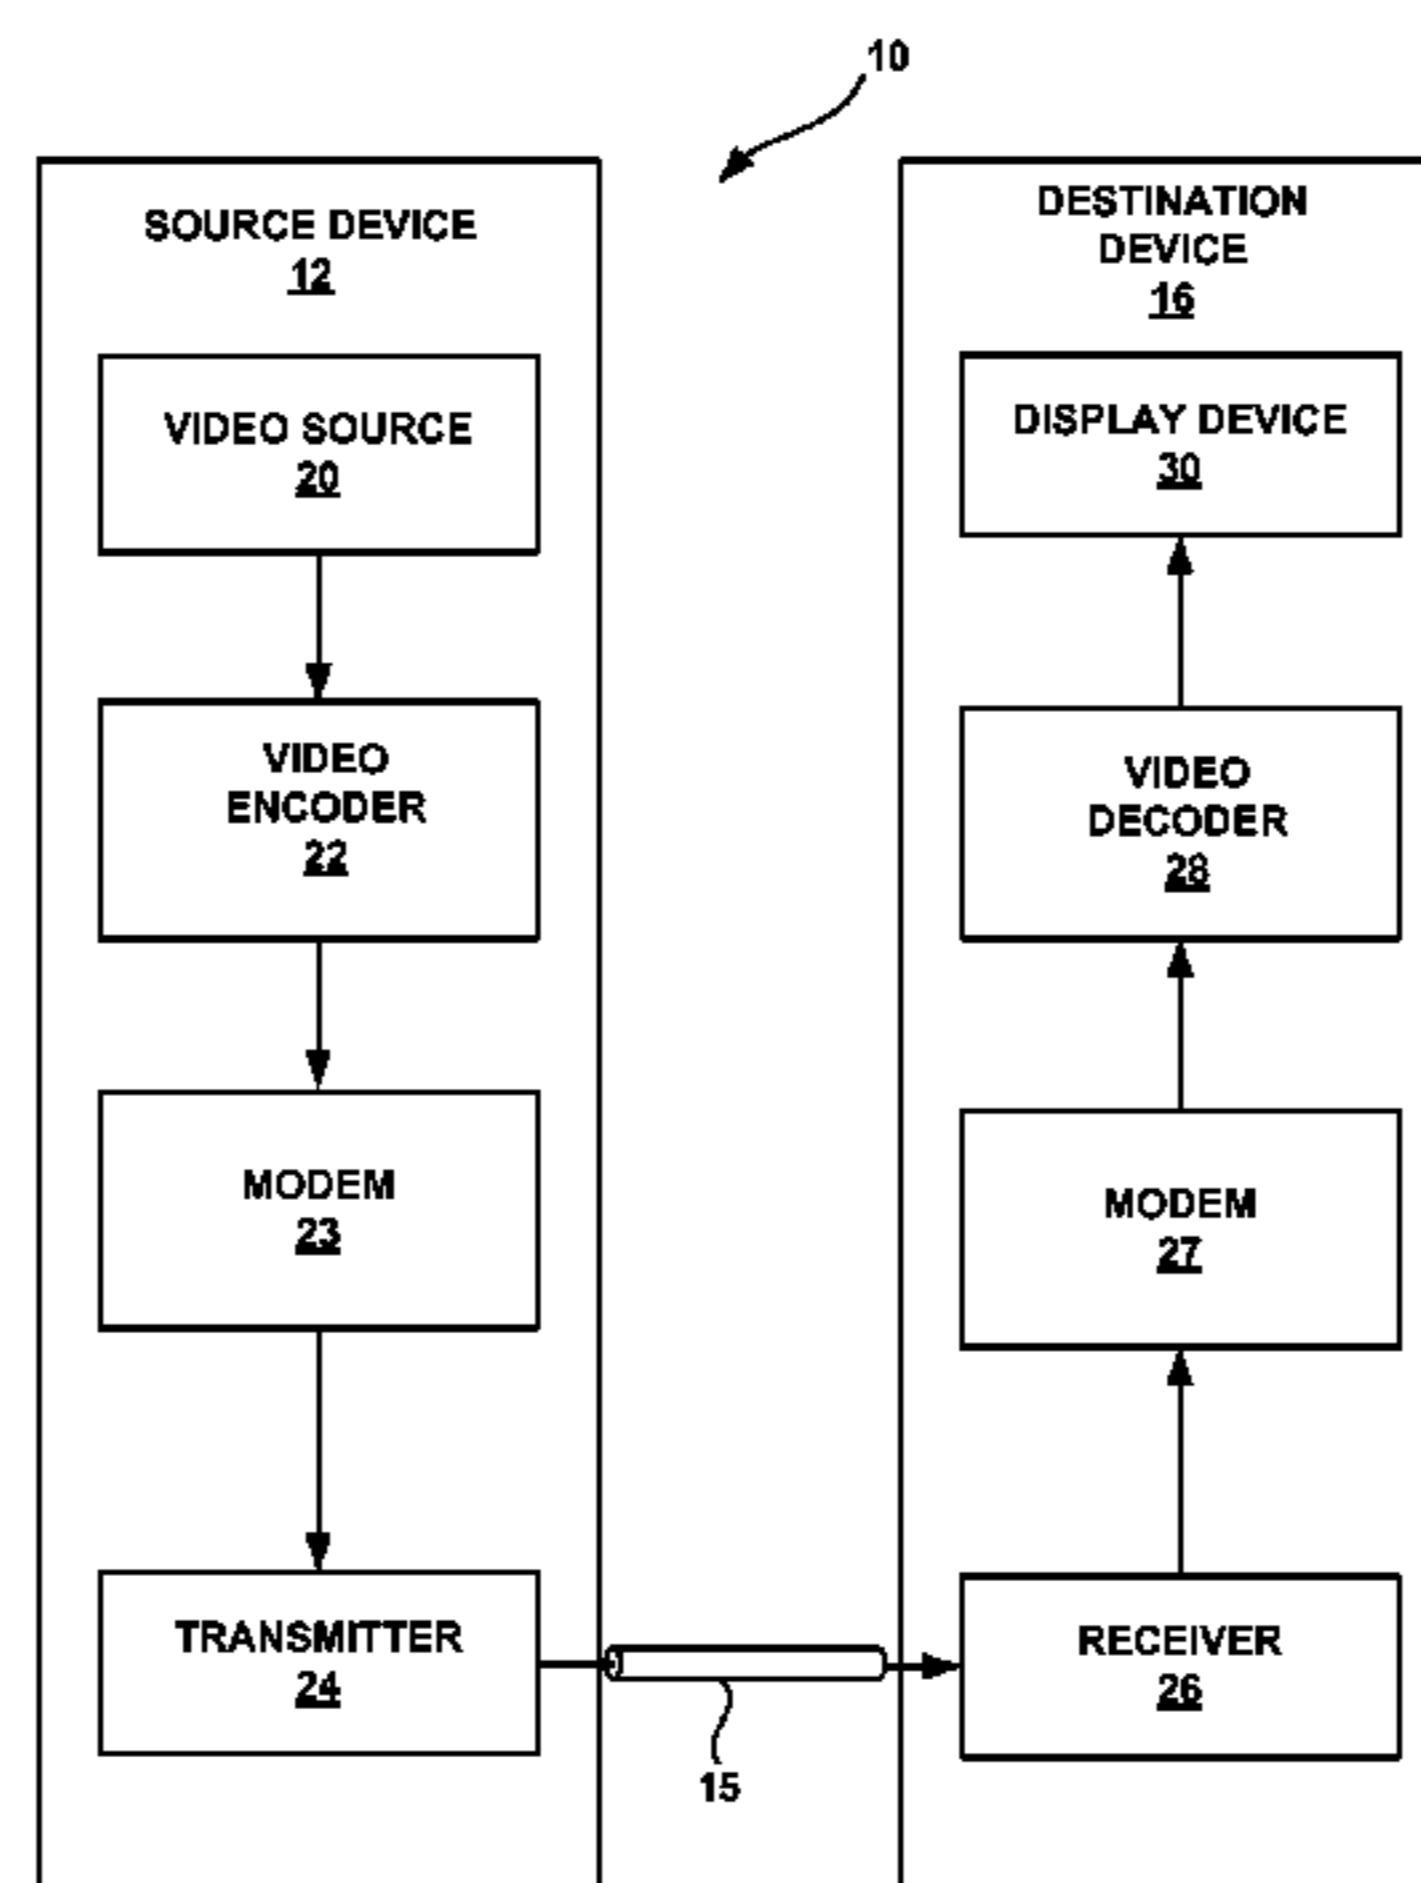 10
SOURCE DEVICE
12
VIDEO SOURCE
20
VIDEO
ENCODER
22
MODEM
23
TRANSMITTER
24
15
DESTINATION
DEVICE
16
DISPLAY DEVICE
30
VIDEO
DECODER
28
MODEM
27
RECEIVER
26